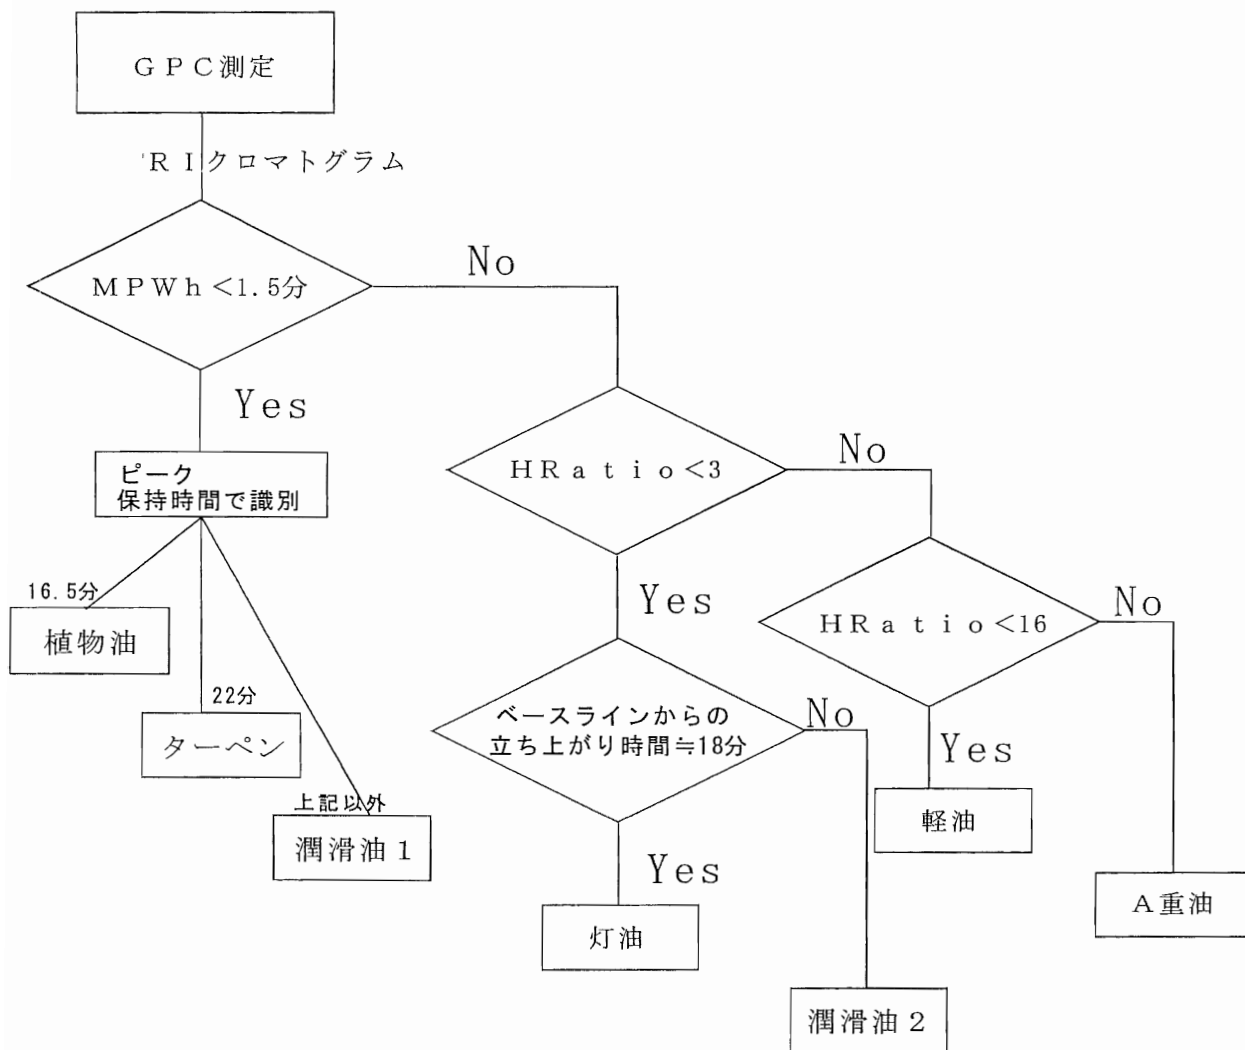 ＧＰＣ測定
ＲＩクロマトグラム
ＭＰＷｈ＜1.5分
No
Yes
ピーク
保持時間で識別
16.5分
植物油
22分
ターペン
上記以外
潤滑油１
ＨＲａｔｉｏ＜3
No
Yes
ＨＲａｔｉｏ＜16
No
Yes
ベースラインからの
立ち上がり時間≒18分
No
Yes
軽油
Ａ重油
灯油
潤滑油２